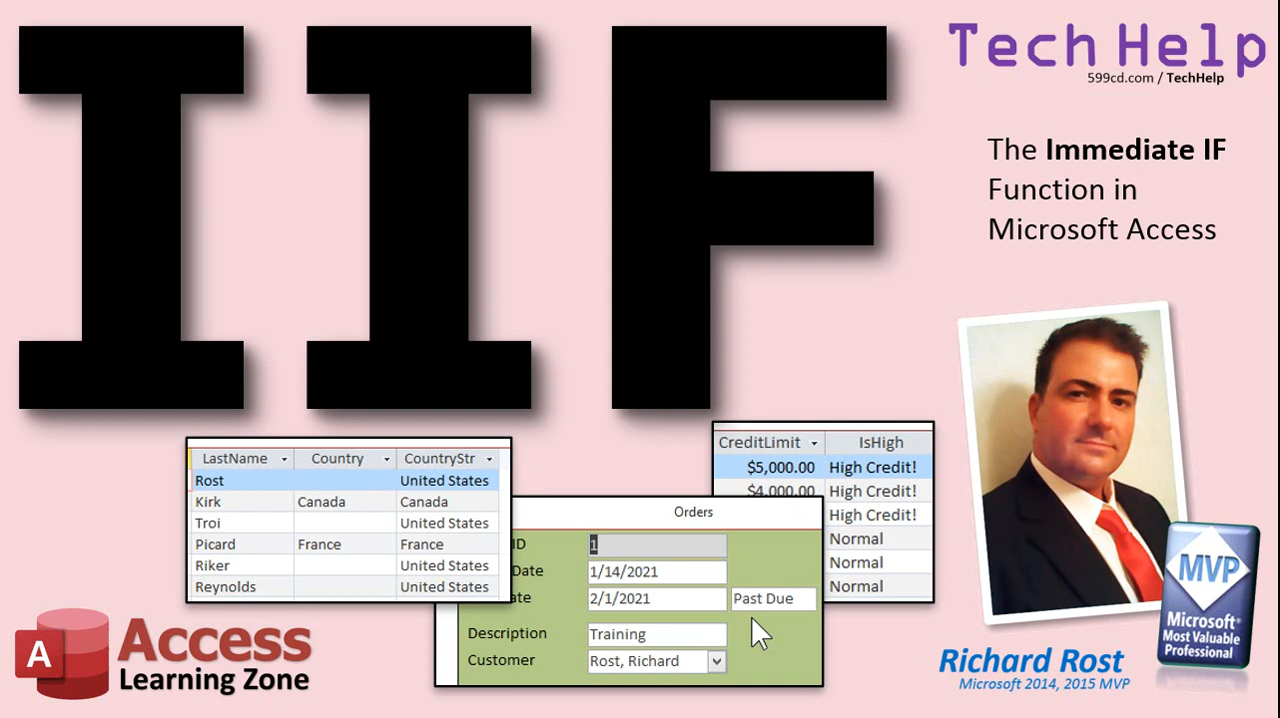 IIF
Tech Help
599cd.com / TechHelp
The Immediate IF
Function in
Microsoft Access
LastName Country CountryStr
Rost United States
Kirk Canada Canada
Troi United States
Picard France France
Riker United States
Reynolds United States
CreditLimit IsHigh
$5,000.00 High Credit!
$4,000.00 High Credit!
High Credit!
Normal
Normal
Normal
Orders
ID 1
Date 1/14/2021
ate 2/1/2021 Past Due
Description Training
Customer Rost, Richard
MVP
Microsoft®
Most Valuable
Professional
A Access
Learning Zone
Richard Rost
Microsoft 2014, 2015 MVP